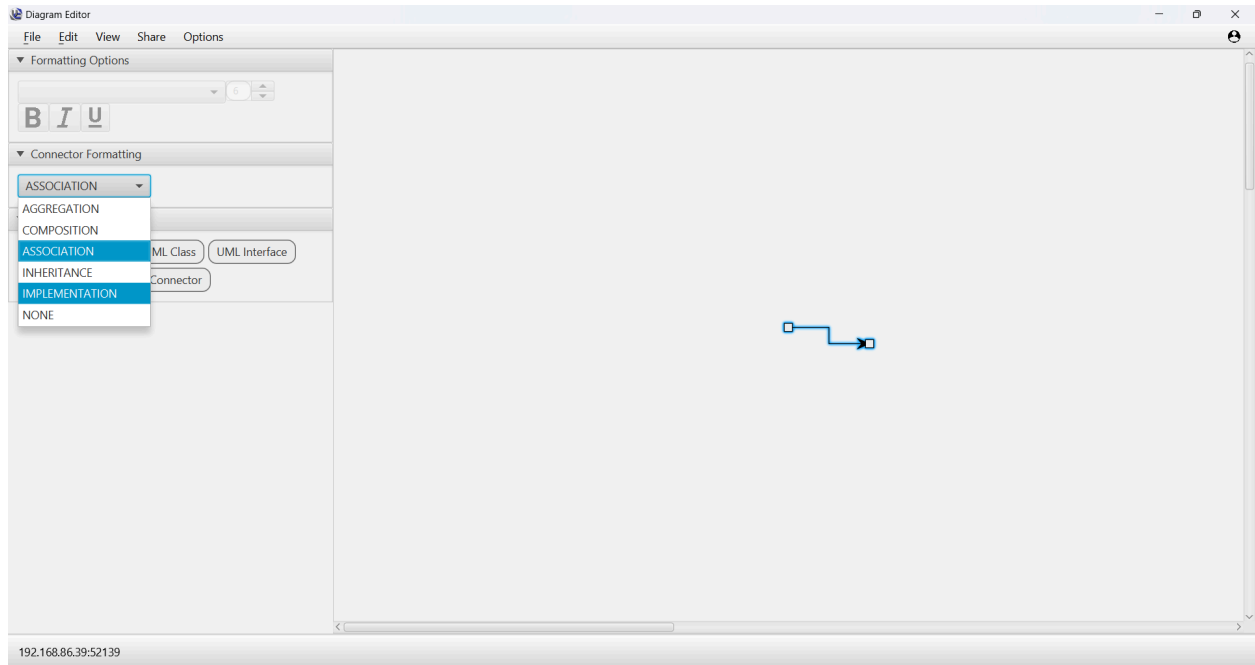 Diagram Editor
File Edit View Share Options
Formatting Options
6
B I U
Connector Formatting
ASSOCIATION
AGGREGATION
COMPOSITION
ASSOCIATION
ML Class
UML Interface
INHERITANCE
Connector
IMPLEMENTATION
NONE
192.168.86.39:52139